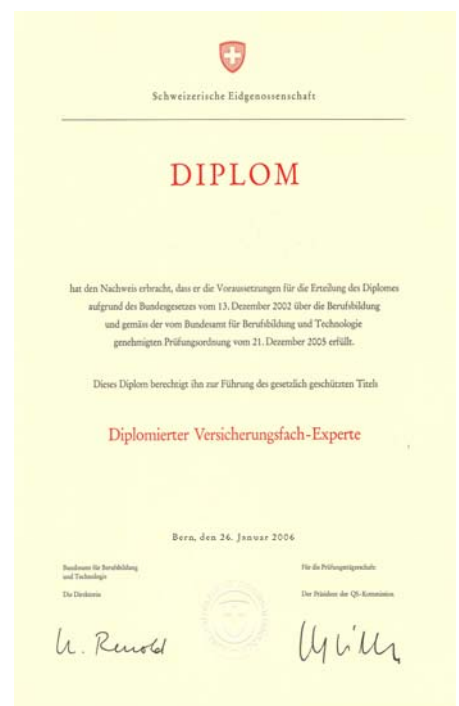 Schweizerische Eidgenossenschaft
DIPLOM
hat den Nachweis erbracht, dass er die Voraussetzungen für die Erteilung des Diplomes
aufgrund des Bundesgesetzes vom 13. Dezember 2002 über die Berufsbildung
und gemäss der vom Bundesamt für Berufsbildung und Technologie
genehmigten Prüfungsordnung vom 21. Dezember 2005 erfüllt.
Dieses Diplom berechtigt ihn zur Führung des gesetzlich geschützten Titels
Diplomierter Versicherungsfach-Experte
Bern, den 26. Januar 2006
Bundesamt für Berufsbildung
und Technologie
Für die Prüfungsträgerschaft:
Die Direktorin
Der Präsident der QS-Kommission
U. Renold